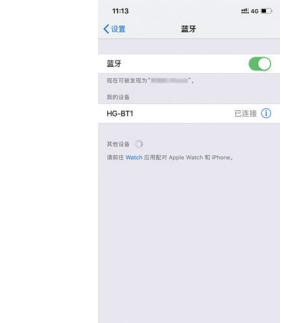 11:13
4G
设置
蓝牙
蓝牙
现在可被发现为“
”。
我的设备
HG-BT1 已连接
其他设备
请前往 Watch 应用配对 Apple Watch 和 iPhone。